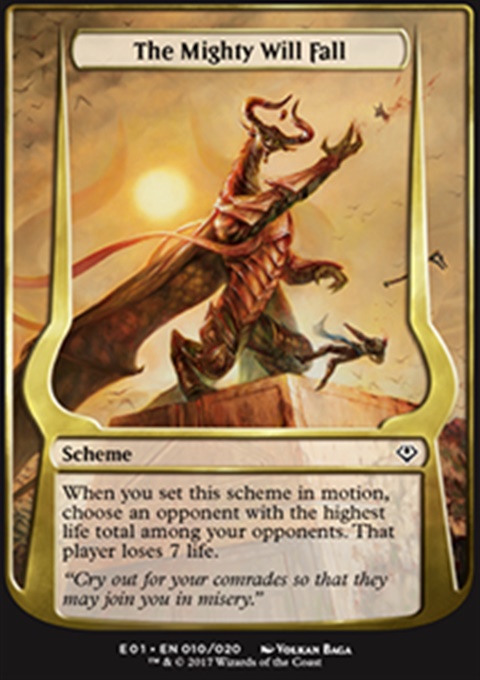 The Mighty Will Fall
Scheme
When you set this scheme in motion,
choose an opponent with the highest
life total among your opponents. That
player loses 7 life.
“Cry out for your comrades so that they
may join you in misery.”
E01 • EN 010/020 Volkan Baga
™ & © 2017 Wizards of the Coast